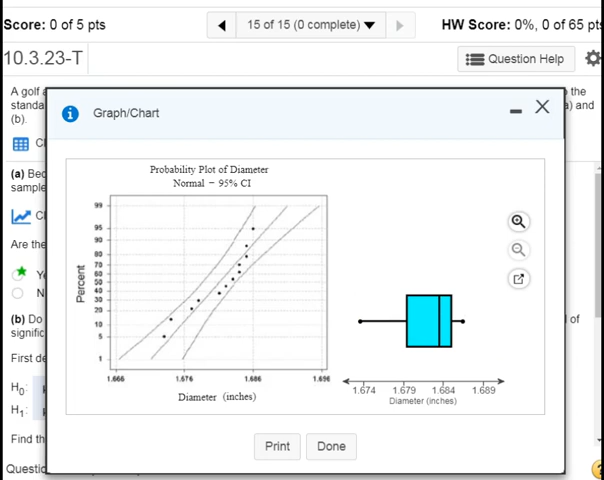 Score: 0 of 5 pts
15 of 15 (0 complete)
HW Score: 0%, 0 of 65 pts
10.3.23-T
Question Help
A golf
the
standa
a) and
(b).
Graph/Chart
(a) Bec
sample
Are the
Y
N
(b) Do
of
signific
First de
H0:
H1:
Find th
Questio
Probability Plot of Diameter
Normal - 95% CI
Percent
99
95
90
80
70
60
50
40
30
20
10
5
1
1.666
1.676
1.686
1.696
Diameter (inches)
1.674
1.679
1.684
1.689
Diameter (inches)
Print
Done
?